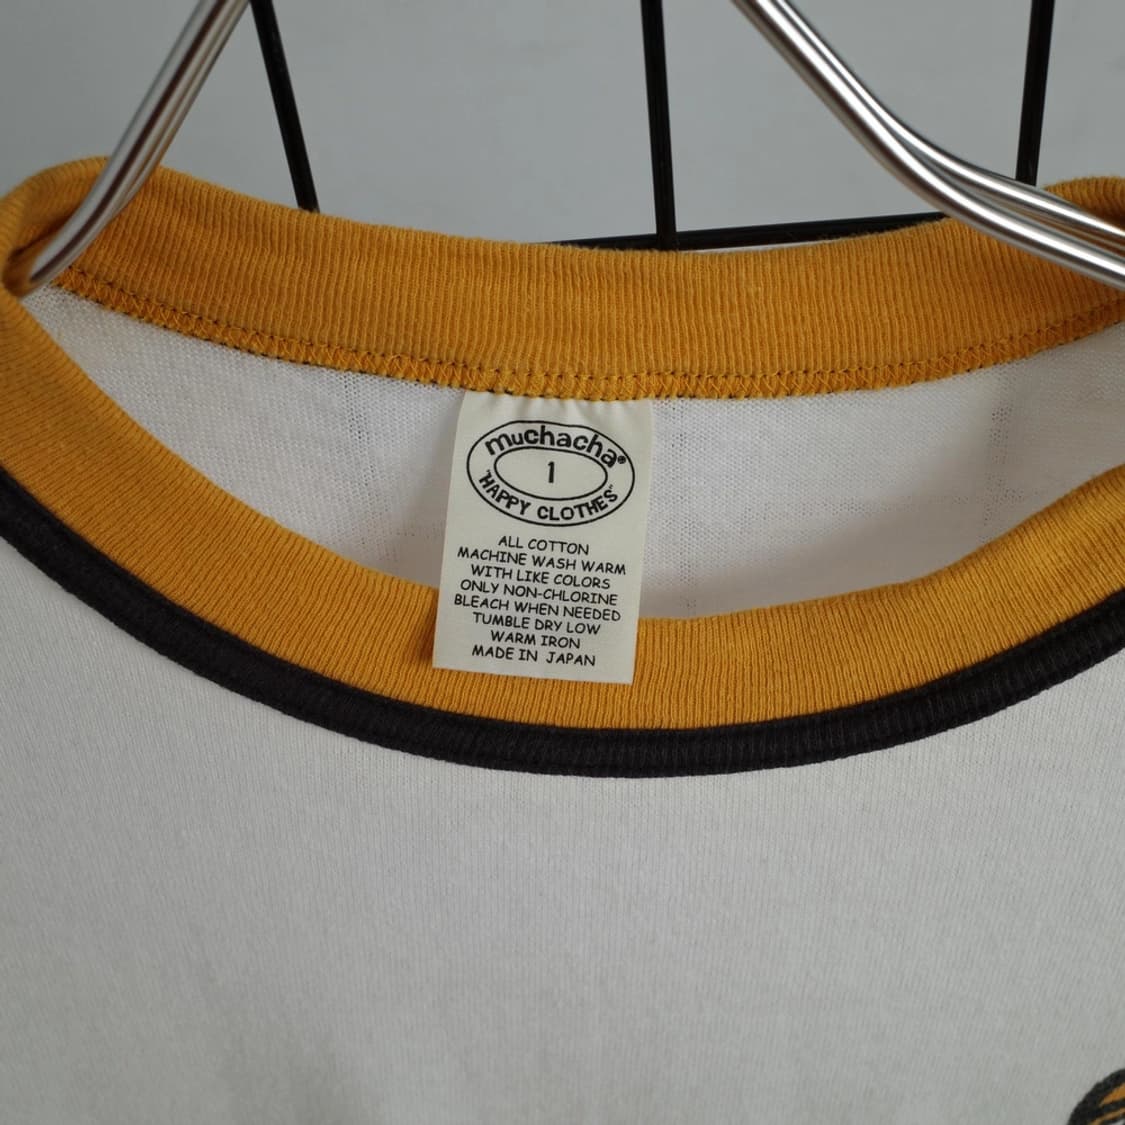 muchacha®
1
"HAPPY CLOTHES"
ALL COTTON
MACHINE WASH WARM
WITH LIKE COLORS
ONLY NON-CHLORINE
BLEACH WHEN NEEDED
TUMBLE DRY LOW
WARM IRON
MADE IN JAPAN